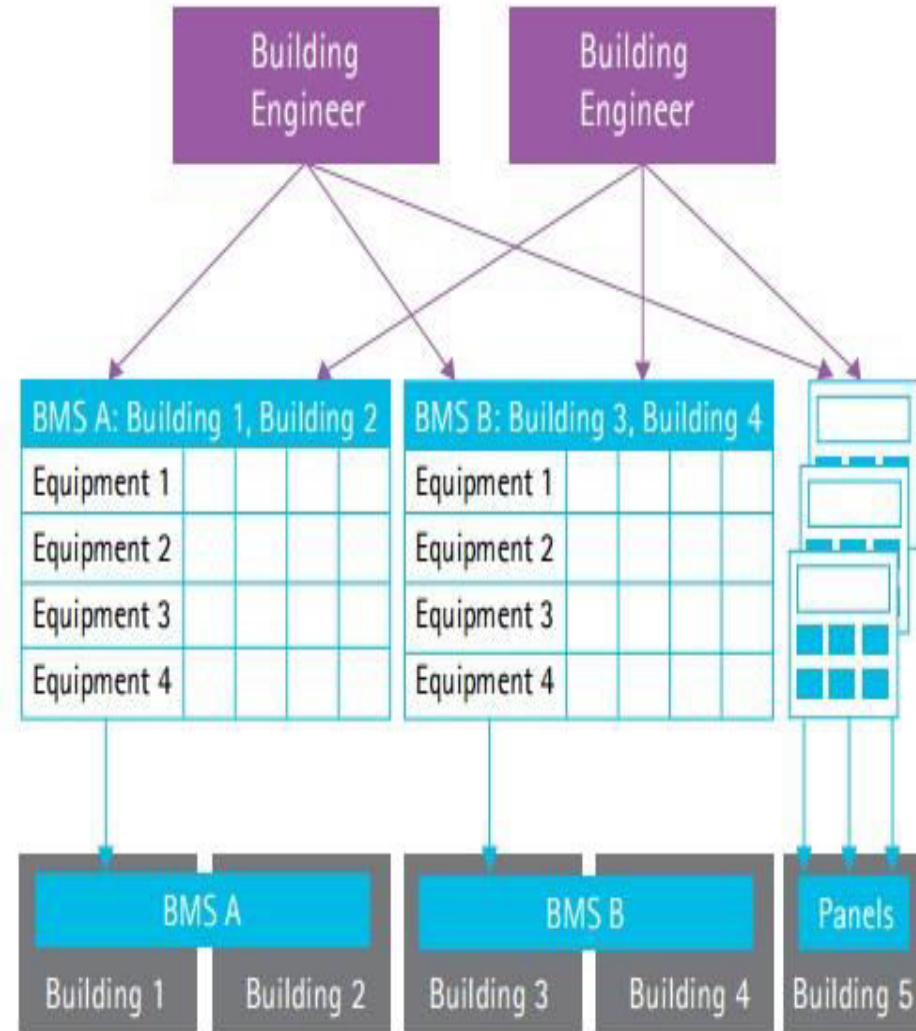 Building
Engineer
Building
Engineer
BMS A: Building 1, Building 2
Equipment 1
Equipment 2
Equipment 3
Equipment 4
BMS B: Building 3, Building 4
Equipment 1
Equipment 2
Equipment 3
Equipment 4
BMS A
BMS B
Panels
Building 1
Building 2
Building 3
Building 4
Building 5